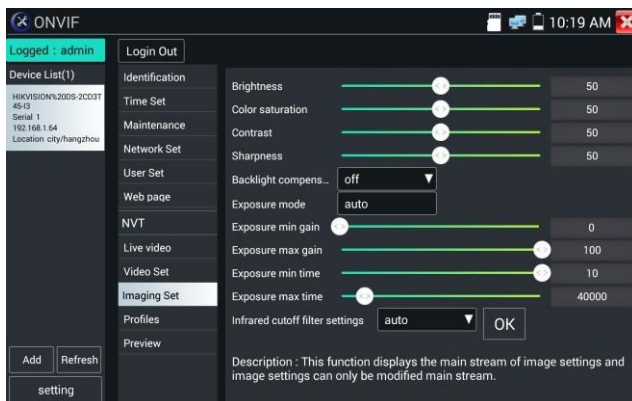 ONVIF
10:19 AM
Logged : admin
Login Out
Device List(1)
HIKVISION%20DS-2CD3T
45-I3
Serial 1
192.168.1.64
Location city/hangzhou
Add
Refresh
setting
Identification
Time Set
Maintenance
Network Set
User Set
Web page
NVT
Live video
Video Set
Imaging Set
Profiles
Preview
Brightness 50
Color saturation 50
Contrast 50
Sharpness 50
Backlight compens... off
Exposure mode auto
Exposure min gain 0
Exposure max gain 100
Exposure min time 10
Exposure max time 40000
Infrared cutoff filter settings auto OK
Description : This function displays the main stream of image settings and
image settings can only be modified main stream.